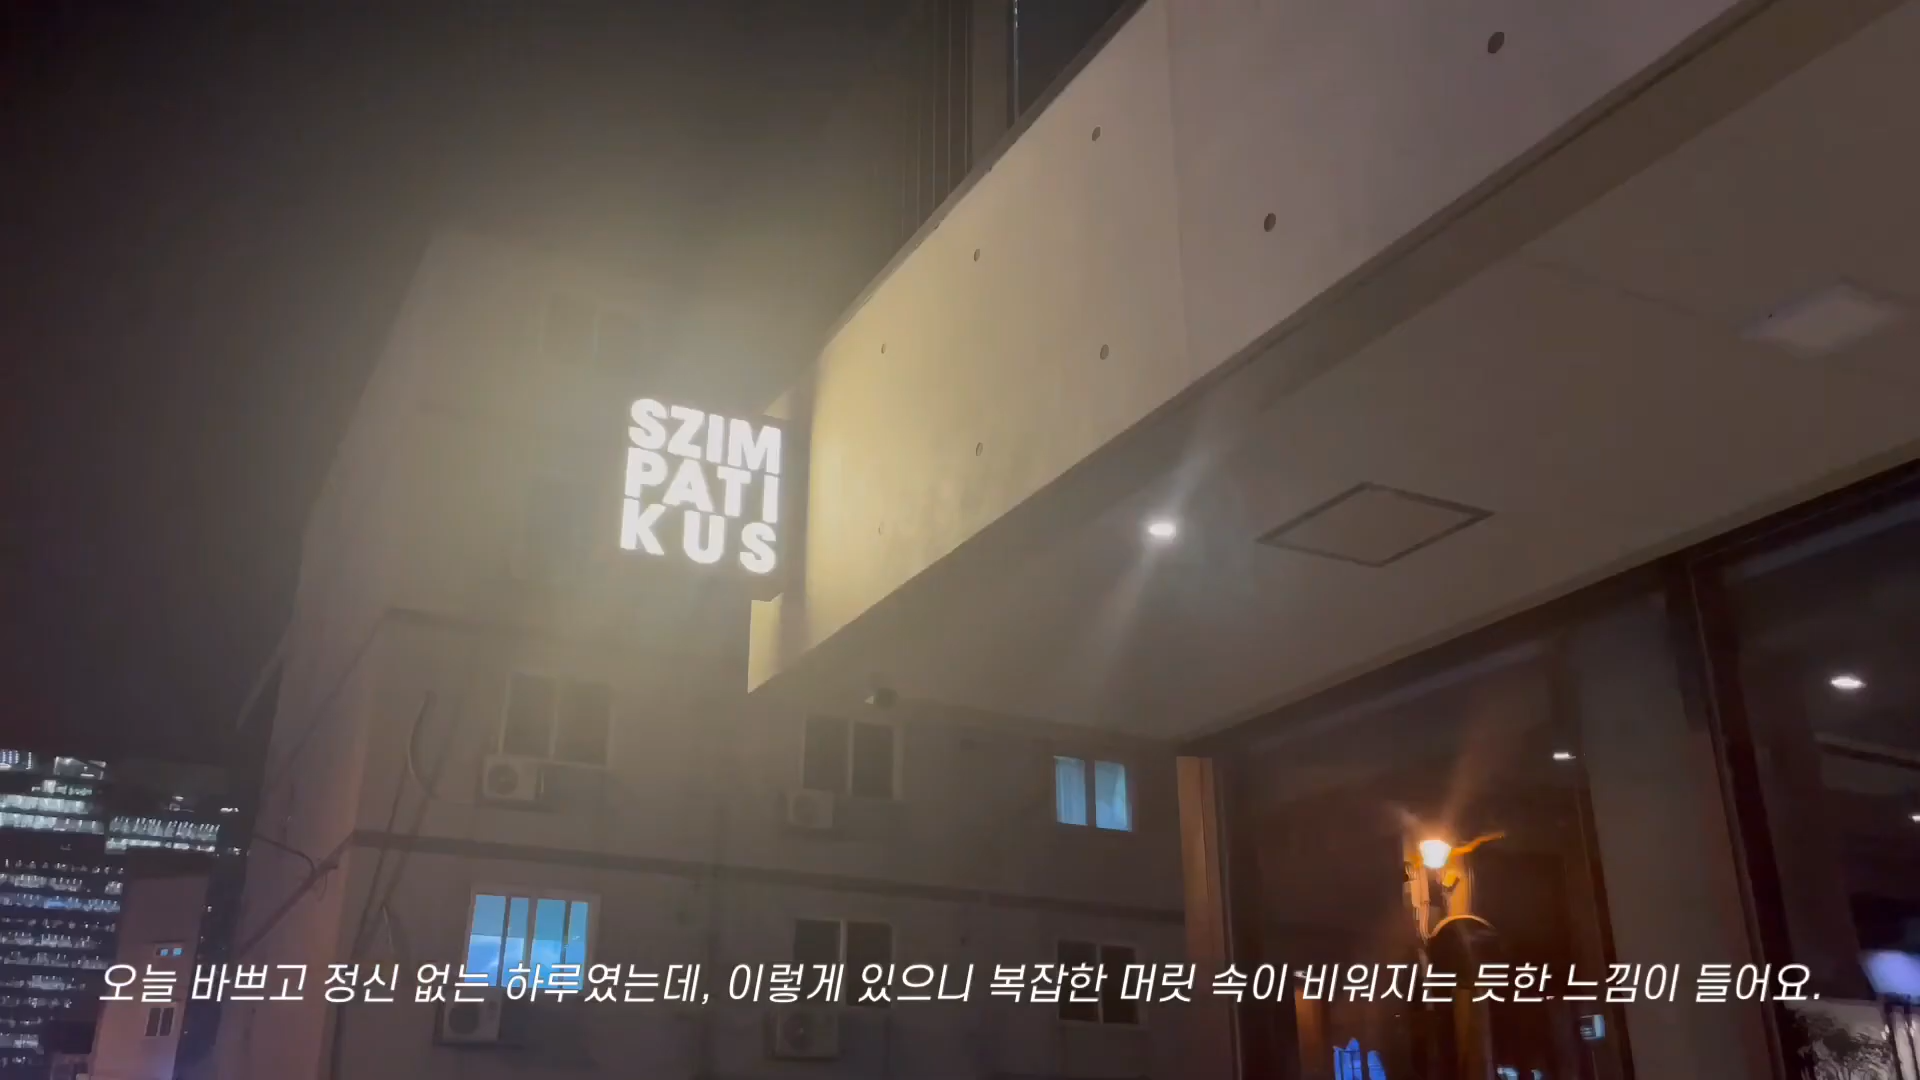 SZIM
PATI
KUS
오늘 바쁘고 정신 없는 하루였는데, 이렇게 있으니 복잡한 머릿 속이 비워지는 듯한 느낌이 들어요.